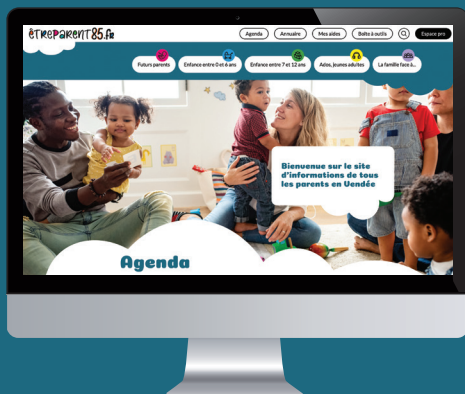 êTREPARENT85.fr
Agenda
Annuaire
Mes aides
Boîte à outils
Espace pro
Futurs parents
Enfance entre 0 et 6 ans
Enfance entre 7 et 12 ans
Ados, jeunes adultes
La famille face à...
Bienvenue sur le site
d'informations de tous
les parents en Vendée
Agenda